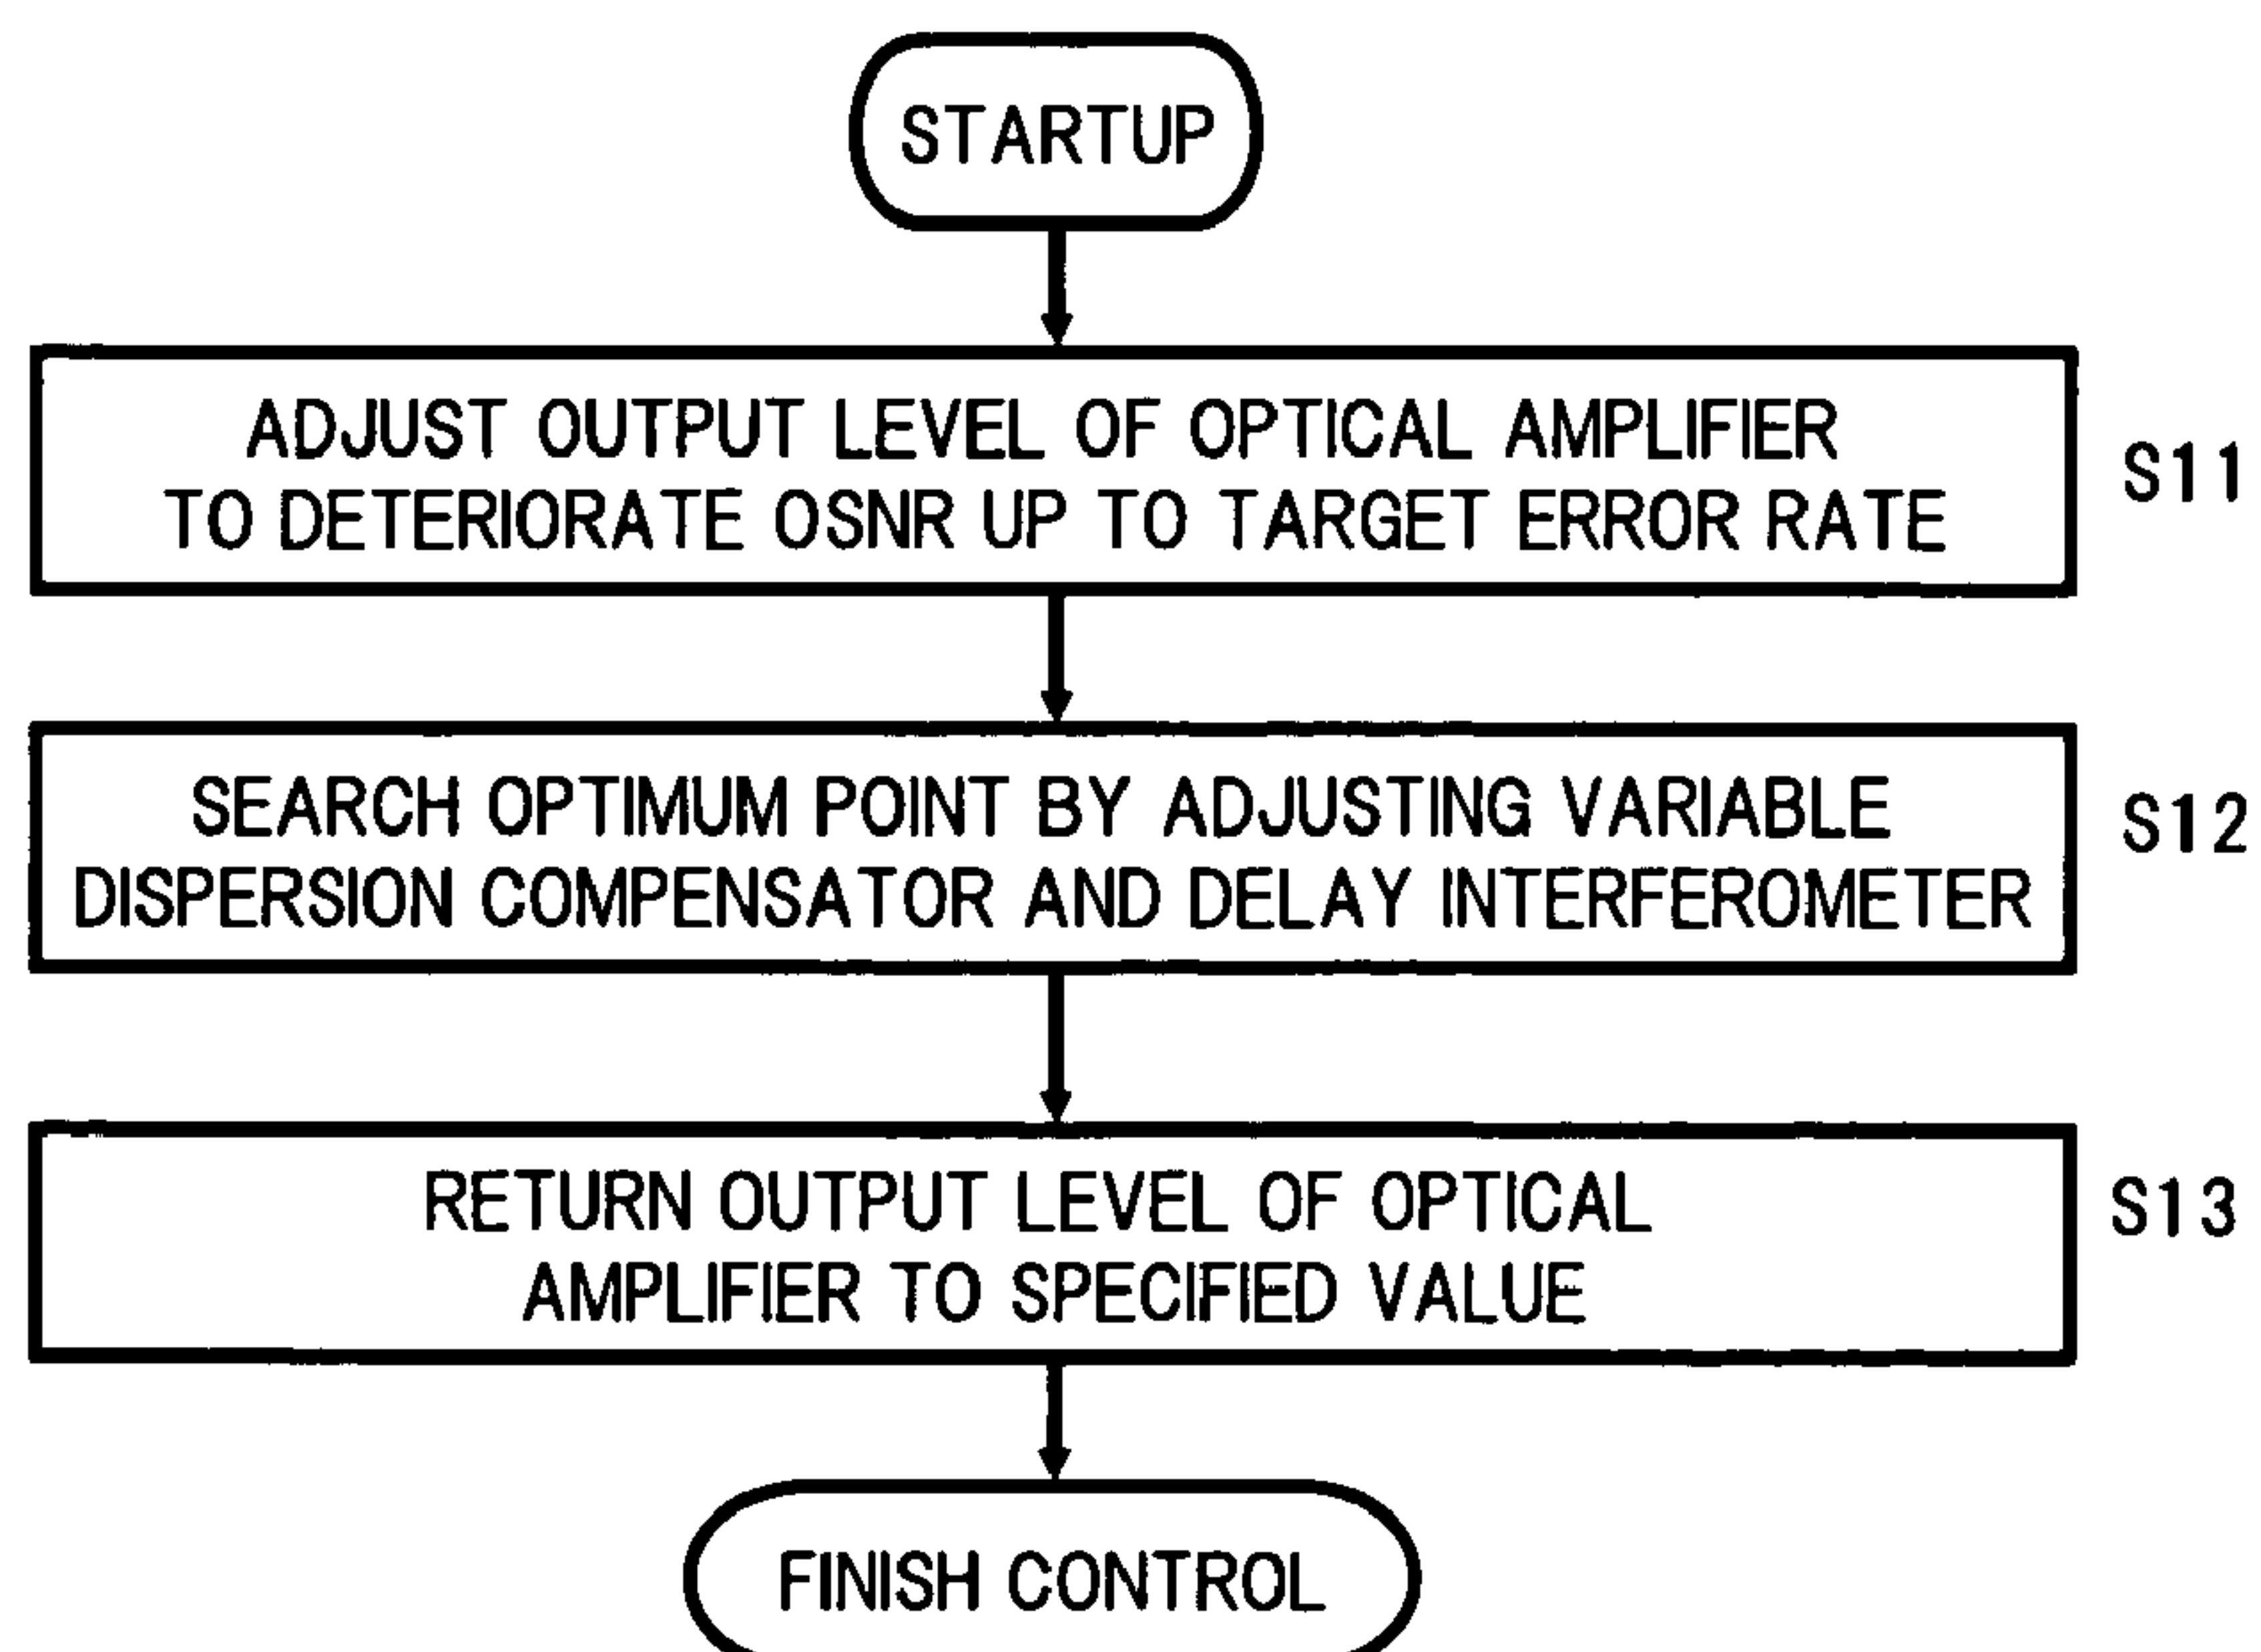 STARTUP
ADJUST OUTPUT LEVEL OF OPTICAL AMPLIFIER
TO DETERIORATE OSNR UP TO TARGET ERROR RATE
S11
SEARCH OPTIMUM POINT BY ADJUSTING VARIABLE
DISPERSION COMPENSATOR AND DELAY INTERFEROMETER
S12
RETURN OUTPUT LEVEL OF OPTICAL
AMPLIFIER TO SPECIFIED VALUE
S13
FINISH CONTROL